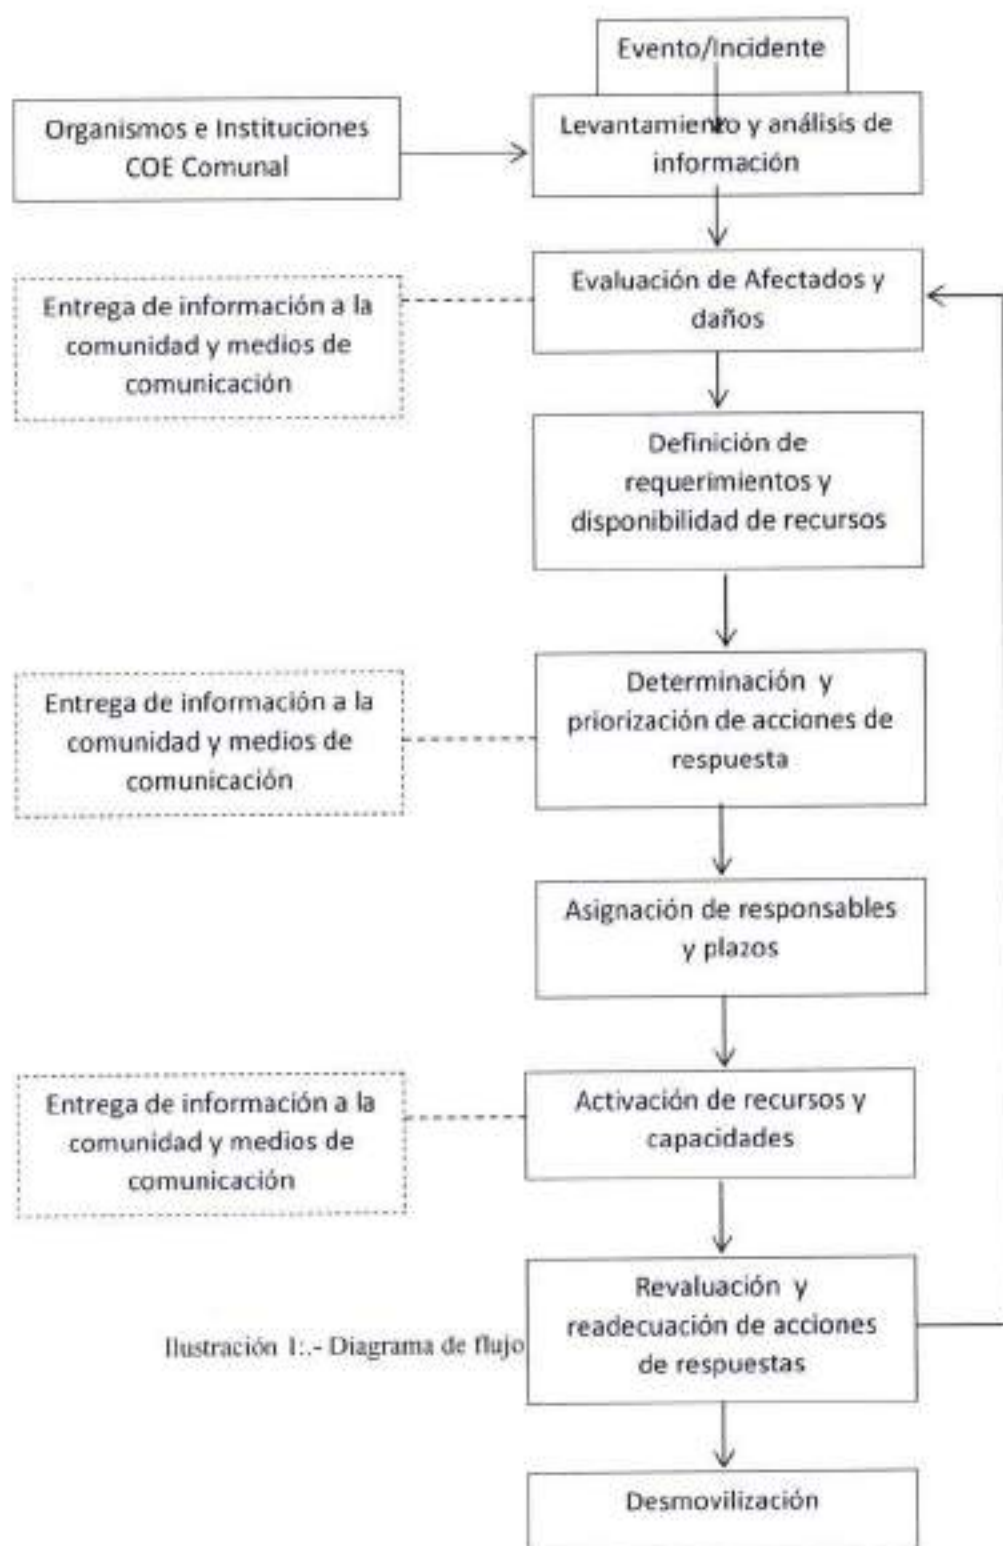 Evento/Incidente
Organismos e Instituciones
COE Comunal
Levantamiento y análisis de
información
Evaluación de Afectados y
daños
Entrega de información a la
comunidad y medios de
comunicación
Definición de
requerimientos y
disponibilidad de recursos
Determinación y
priorización de acciones de
respuesta
Entrega de información a la
comunidad y medios de
comunicación
Asignación de responsables
y plazos
Activación de recursos y
capacidades
Entrega de información a la
comunidad y medios de
comunicación
Revaluación y
readecuación de acciones
de respuestas
Ilustración 1:.- Diagrama de flujo
Desmovilización